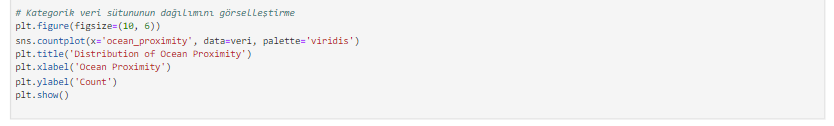 # Kategorik veri sütununun dağılımını görselleştirme
plt.figure(figsize=(10, 6))
sns.countplot(x='ocean_proximity', data=veri, palette='viridis')
plt.title('Distribution of Ocean Proximity')
plt.xlabel('Ocean Proximity')
plt.ylabel('Count')
plt.show()